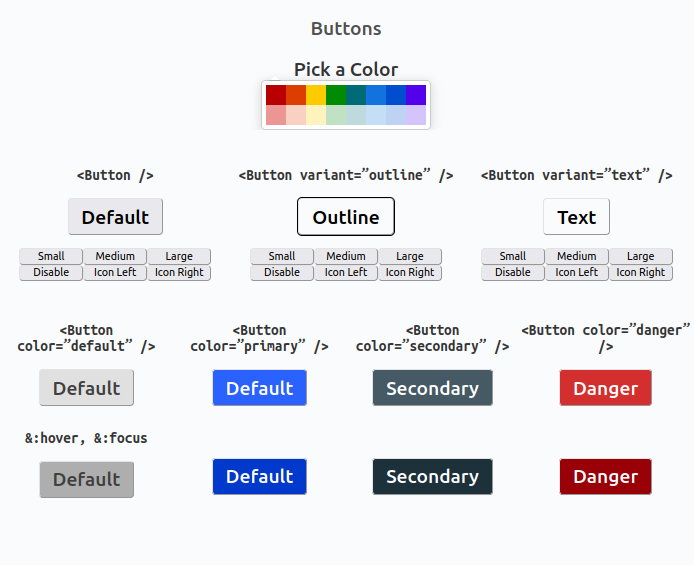 Buttons
Pick a Color
<Button />
<Button variant=”outline” />
<Button variant=”text” />
Default
Outline
Text
Small Medium Large
Disable Icon Left Icon Right
Small Medium Large
Disable Icon Left Icon Right
Small Medium Large
Disable Icon Left Icon Right
<Button
color=”default” />
<Button
color=”primary” />
<Button
color=”secondary” />
<Button color=”danger”
/>
Default
Default
Secondary
Danger
&:hover, &:focus
Default
Default
Secondary
Danger